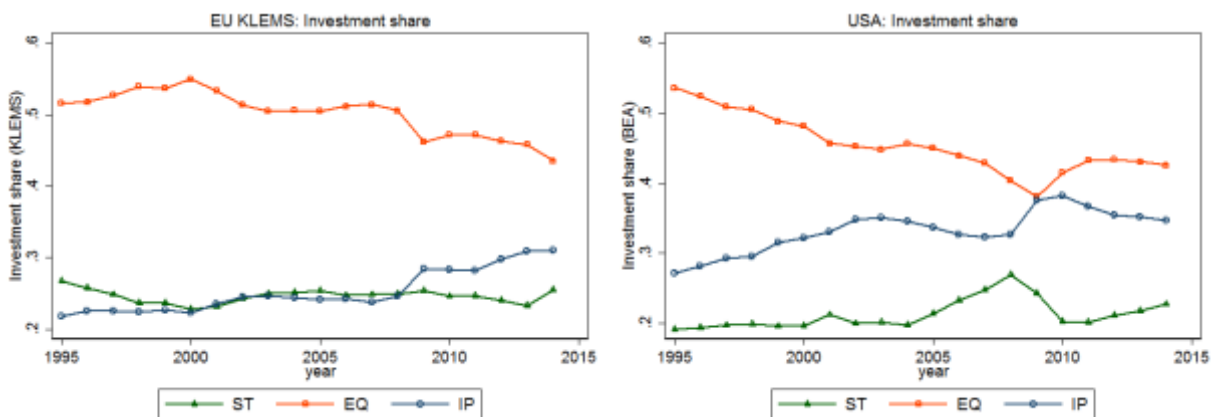 EU KLEMS: Investment share
Investment share (KLEMS)
.6
.5
.4
.3
.2
1995 2000 2005 2010 2015
year
ST EQ IP
USA: Investment share
Investment share (BEA)
.6
.5
.4
.3
.2
1995 2000 2005 2010 2015
year
ST EQ IP